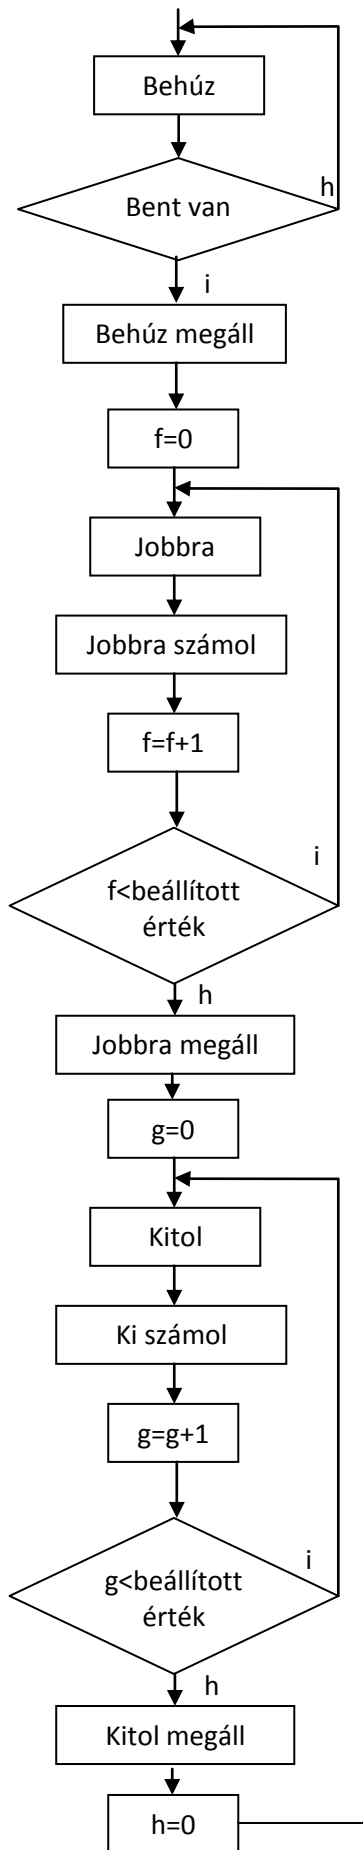 Behúz
h
Bent van
i
Behúz megáll
f=0
Jobbra
Jobbra számol
f=f+1
i
f<beállított
érték
h
Jobbra megáll
g=0
Kitol
Ki számol
g=g+1
i
g<beállított
érték
h
Kitol megáll
h=0